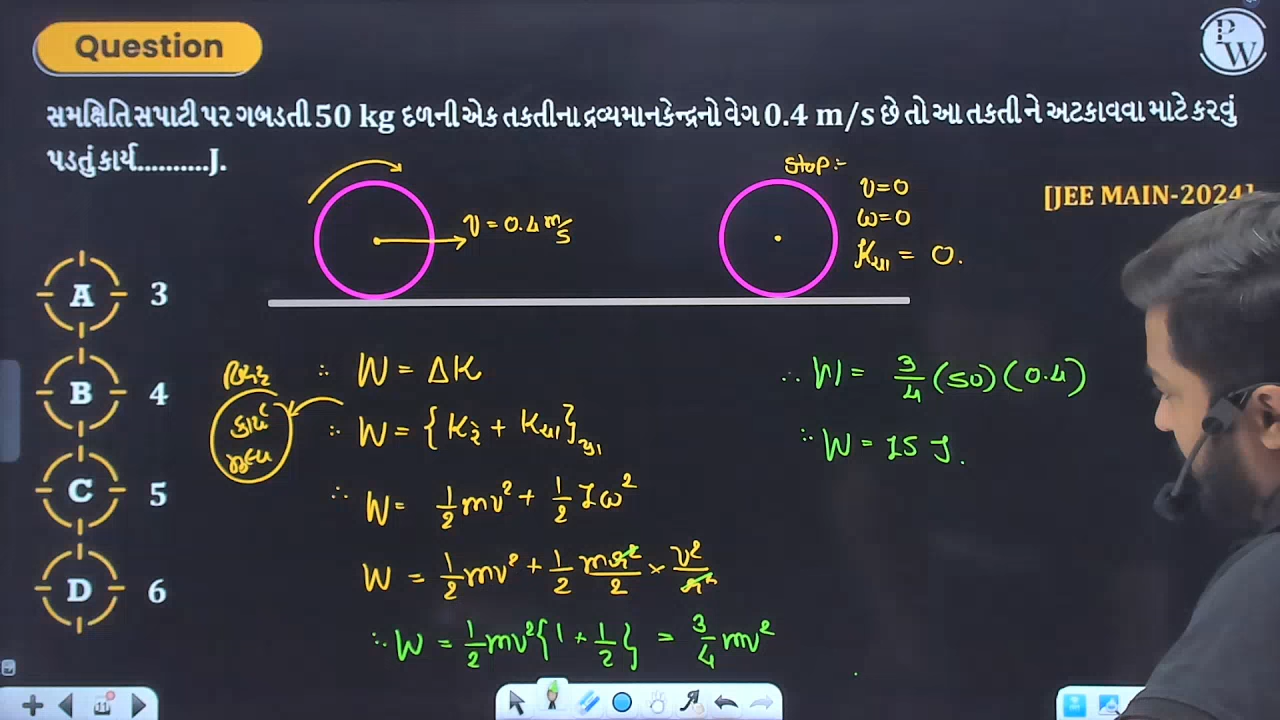 Question
PW
સમક્ષિતિ સપાટી પર ગબડતી 50 kg દળની એક તકતીના દ્રવ્યમાનકેન્દ્રનો વેગ 0.4 m/s છે તો આ તકતી ને અટકાવવા માટે કરવું
પડતું કાર્ય..........J.
[JEE MAIN-2024]
v = 0.4 m/s
Stop:-
v=0
ω=0
= 0.
A 3
B 4
C 5
D 6
∴ W = ΔK
કાર્ય
∴ W =
∴ W = 1/2 mv² + 1/2 Iω²
W = 1/2 mv² + 1/2 mr²/2 × v²/r²
∴ W = 1/2 mv² {1 + 1/2} = 3/4 mv²
∴ W = 3/4 (50) (0.4)
∴ W = 15 J.
11